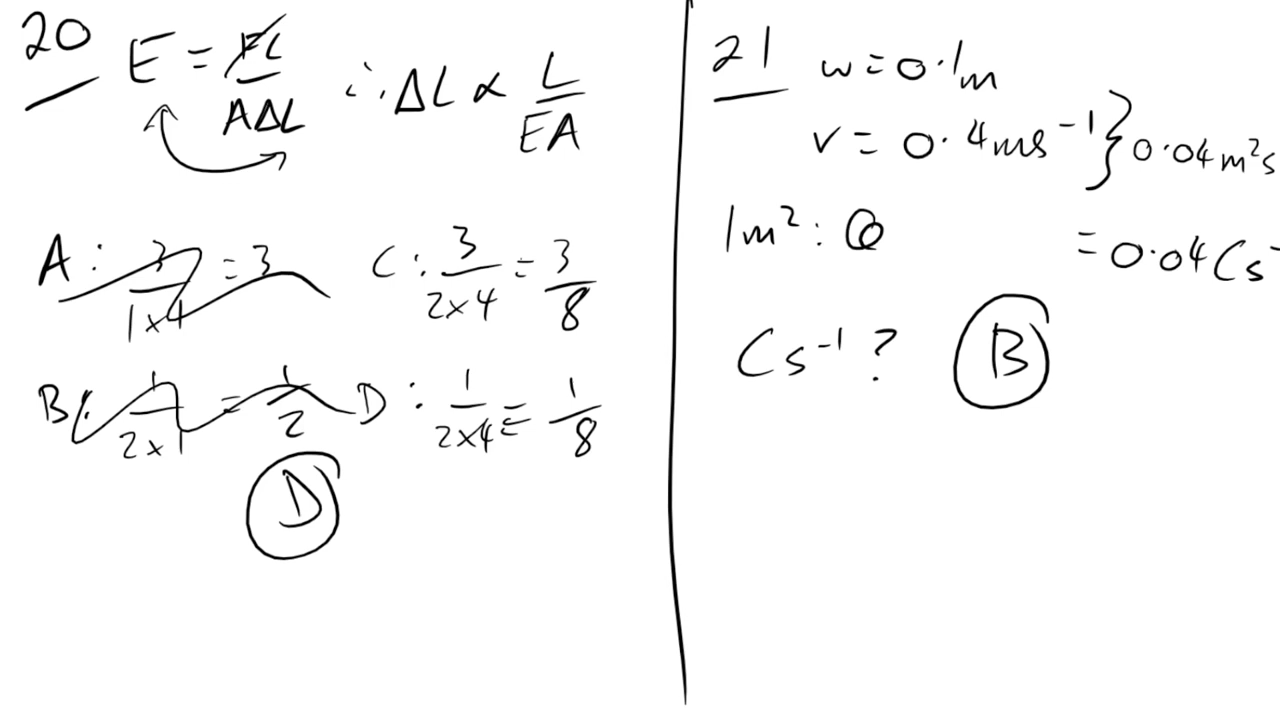 20
E = FL / AΔL ∴ ΔL ∝ L / EA
A: 3 / 1×4 = 3
C: 3 / 2×4 = 3 / 8
B: 1 / 2×1 = 1 / 2
D: 1 / 2×4 = 1 / 8
D
21
w = 0.1m
v = 0.4ms⁻¹ } 0.04m²s
1m² : Q
= 0.04Cs⁻
Cs⁻¹ ?
B